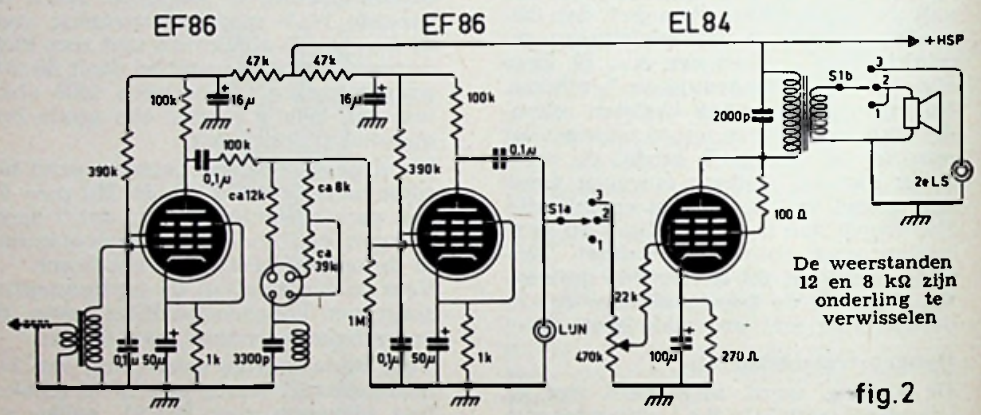 EF86
EF86
EL84
47k
47k
+HSP
100k
16µ
16µ
100k
2000p
S1b
3
2
1
390k
0,1µ
100k
ca 12k
ca 8k
ca
39k
390k
0,1µ
S1a
3
2
1
100 Ω
2e LS
De weerstanden
12 en 8 kΩ zijn
onderling te
verwisselen
22k
LIJN
0,1µ
50µ
1k
3300p
1M
0,1µ
50µ
1k
470k
100µ
270 Ω
fig.2